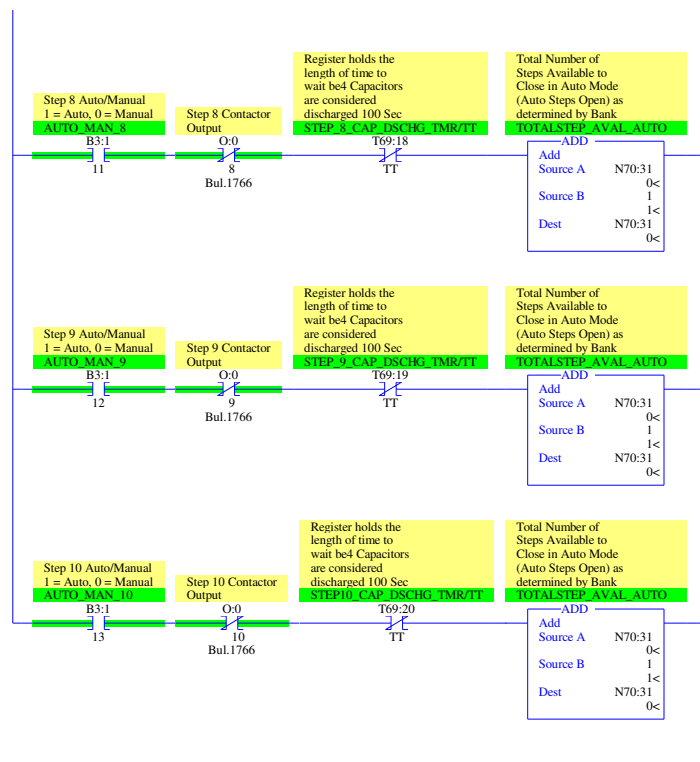 Register holds the
length of time to
wait be4 Capacitors
are considered
discharged 100 Sec
STEP_8_CAP_DSCHG_TMR/TT
Total Number of
Steps Available to
Close in Auto Mode
(Auto Steps Open) as
determined by Bank
TOTALSTEP_AVAL_AUTO
Step 8 Auto/Manual
1 = Auto, 0 = Manual
AUTO_MAN_8
Step 8 Contactor
Output
B3:1
11
O:0
8
Bul.1766
T69:18
TT
ADD
Add
Source A N70:31
0<
Source B 1
1<
Dest N70:31
0<
Register holds the
length of time to
wait be4 Capacitors
are considered
discharged 100 Sec
STEP_9_CAP_DSCHG_TMR/TT
Total Number of
Steps Available to
Close in Auto Mode
(Auto Steps Open) as
determined by Bank
TOTALSTEP_AVAL_AUTO
Step 9 Auto/Manual
1 = Auto, 0 = Manual
AUTO_MAN_9
Step 9 Contactor
Output
B3:1
12
O:0
9
Bul.1766
T69:19
TT
ADD
Add
Source A N70:31
0<
Source B 1
1<
Dest N70:31
0<
Register holds the
length of time to
wait be4 Capacitors
are considered
discharged 100 Sec
STEP10_CAP_DSCHG_TMR/TT
Total Number of
Steps Available to
Close in Auto Mode
(Auto Steps Open) as
determined by Bank
TOTALSTEP_AVAL_AUTO
Step 10 Auto/Manual
1 = Auto, 0 = Manual
AUTO_MAN_10
Step 10 Contactor
Output
B3:1
13
O:0
10
Bul.1766
T69:20
TT
ADD
Add
Source A N70:31
0<
Source B 1
1<
Dest N70:31
0<